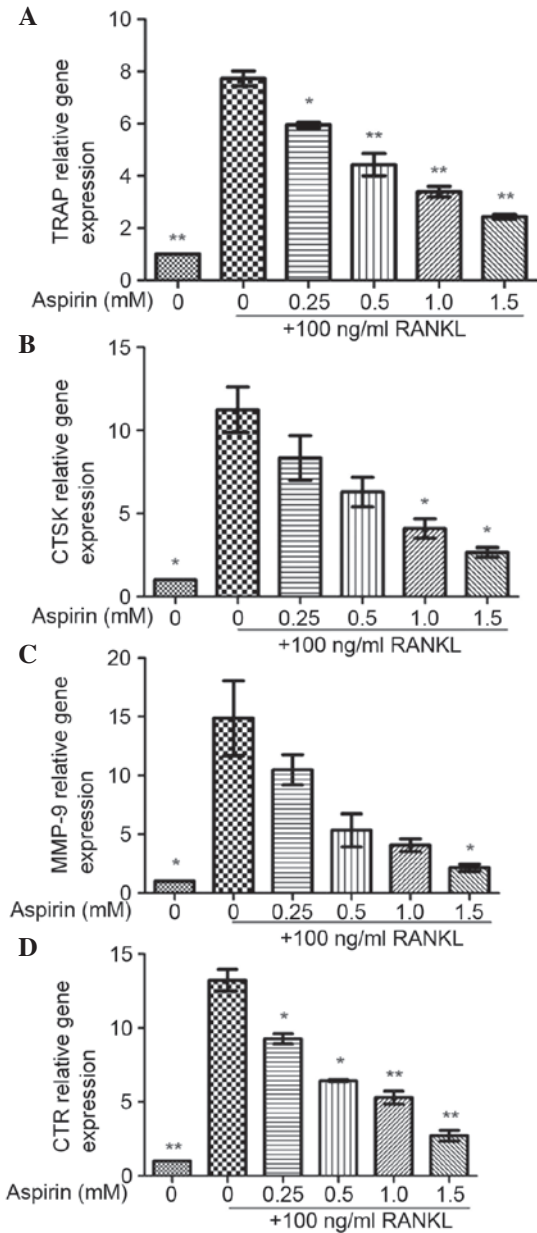 A
TRAP relative gene
expression
10
8
6
4
2
0
** * ** ** **
Aspirin (mM) 0 0 0.25 0.5 1.0 1.5
+100 ng/ml RANKL
B
CTSK relative gene
expression
15
10
5
0
* * *
Aspirin (mM) 0 0 0.25 0.5 1.0 1.5
+100 ng/ml RANKL
C
MMP-9 relative gene
expression
20
15
10
5
0
* *
Aspirin (mM) 0 0 0.25 0.5 1.0 1.5
+100 ng/ml RANKL
D
CTR relative gene
expression
15
10
5
0
** * * ** **
Aspirin (mM) 0 0 0.25 0.5 1.0 1.5
+100 ng/ml RANKL